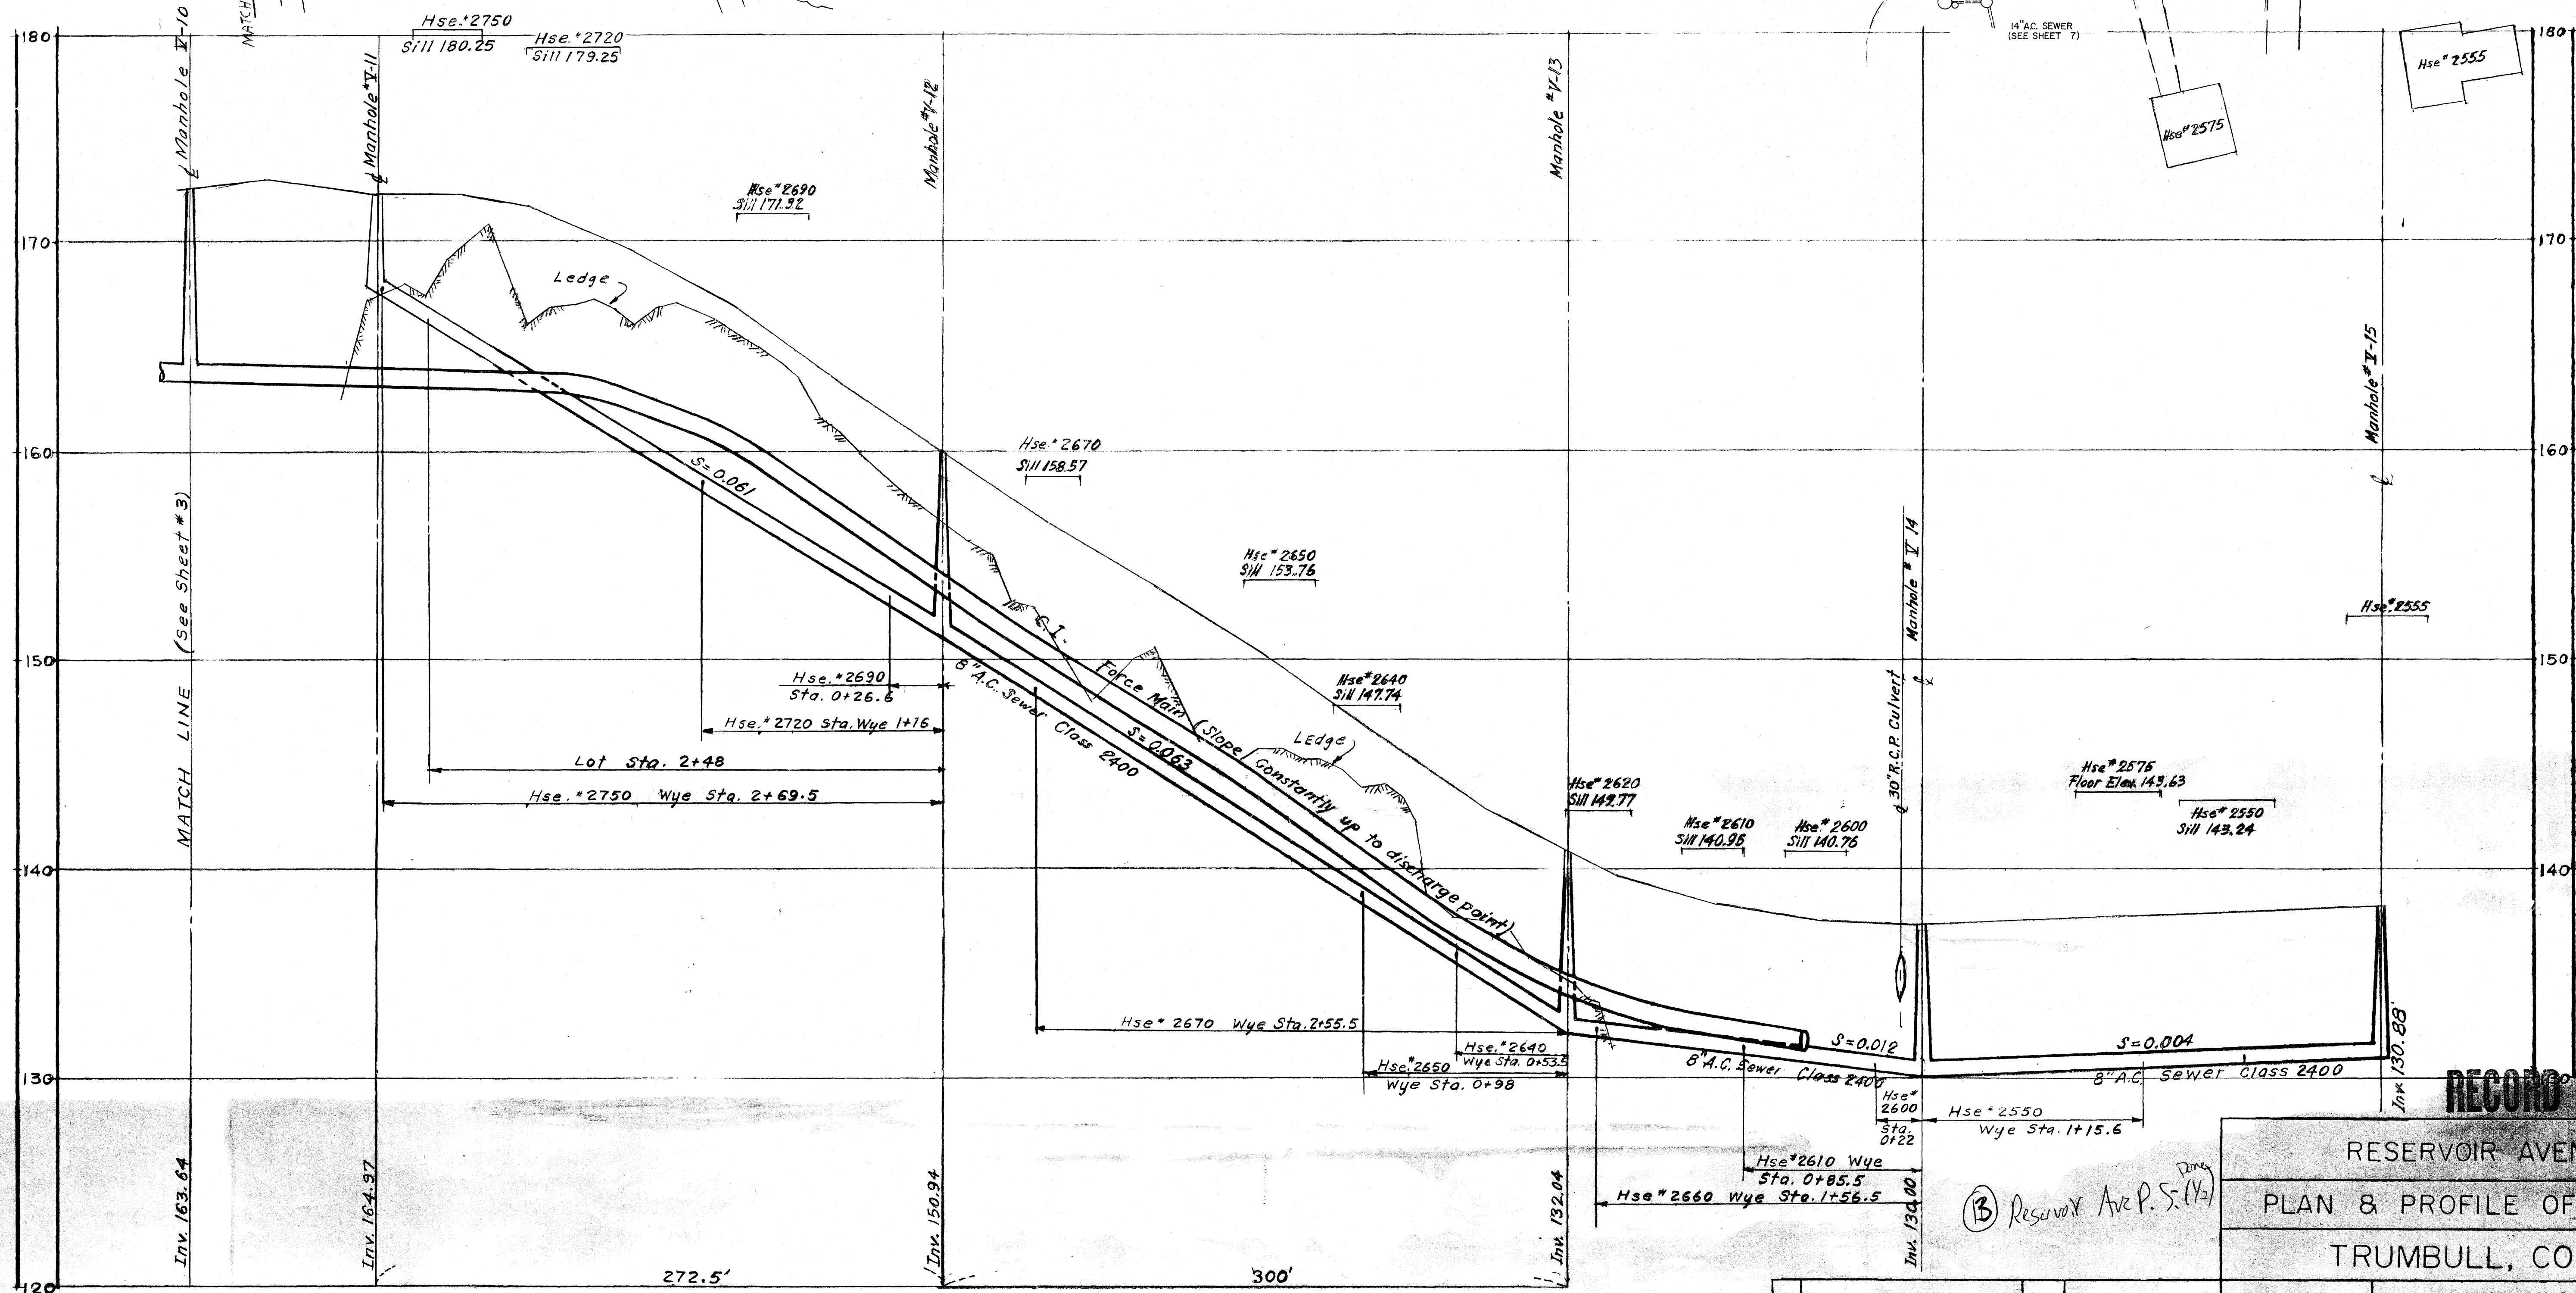 180
Manhole V-10
MATCH
Manhole #V-11
Hse. #2750
Sill 180.25
Hse. #2720
Sill 179.25
Manhole #V-12
Manhole #V-13
14" A.C. SEWER
(SEE SHEET 7)
Hse# 2575
Hse# 2555
180
170
Hse #2690
Sill 171.92
170
Ledge
Manhole #V-15
160
S=0.061
Hse. #2670
Sill 158.57
160
MATCH LINE (See Sheet #3)
Hse #2650
Sill 153.76
Manhole # V 14
Hse #2555
150
C.I. Force Main (Slope Constantly up to discharge point)
150
Hse. #2690
Sta. 0+26.6
Hse. #2720 Sta. Wye 1+16
Lot Sta. 2+48
Hse. #2750 Wye Sta. 2+69.5
8" A.C. Sewer Class 2400
S=0.063
Hse #2640
Sill 147.74
LEdge
30" R.C.P. Culvert
Hse #2620
Sill 142.77
Hse #2610
Sill 140.95
Hse. #2600
Sill 140.76
Hse #2575
Floor Elev. 143.63
Hse #2550
Sill 143.24
140
140
Hse # 2670 Wye Sta. 2+55.5
Hse. #2640
Wye Sta. 0+53.5
Hse. #2650
Wye Sta. 0+98
S=0.012
8" A.C. Sewer Class 2400
S=0.004
8" A.C. Sewer Class 2400
130
Inv. 130.88'
Hse #
2600
Sta.
0+22
Hse #2550
Wye Sta. 1+15.6
Hse #2610 Wye
Sta. 0+85.5
Hse #2660 Wye Sta. 1+56.5
RECORD
RESERVOIR AVEN
PLAN & PROFILE OF
TRUMBULL, CO
Inv. 163.64
Inv. 164.97
Inv. 150.94
Inv. 132.04
Inv. 130.00
B Reservoir Ave P.S. (1/2)
120
272.5'
300'